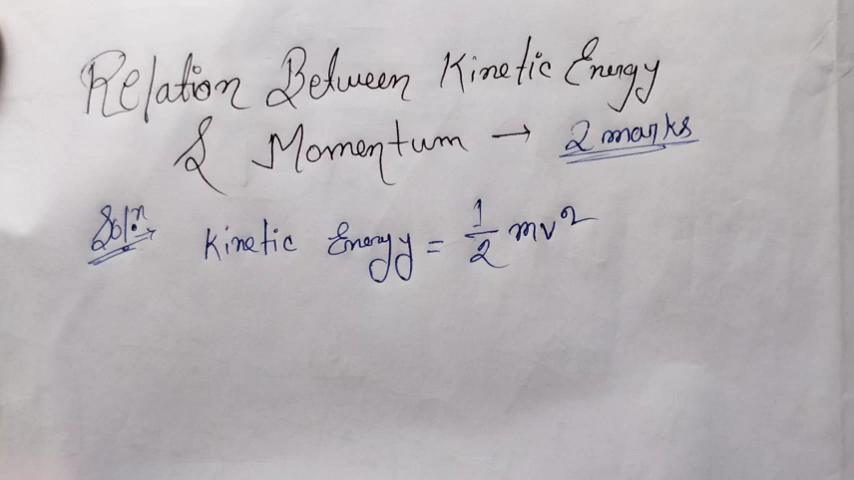 Relation Between Kinetic Energy
& Momentum → 2 marks
Solⁿ:→ Kinetic Energy = 1/2 mv²